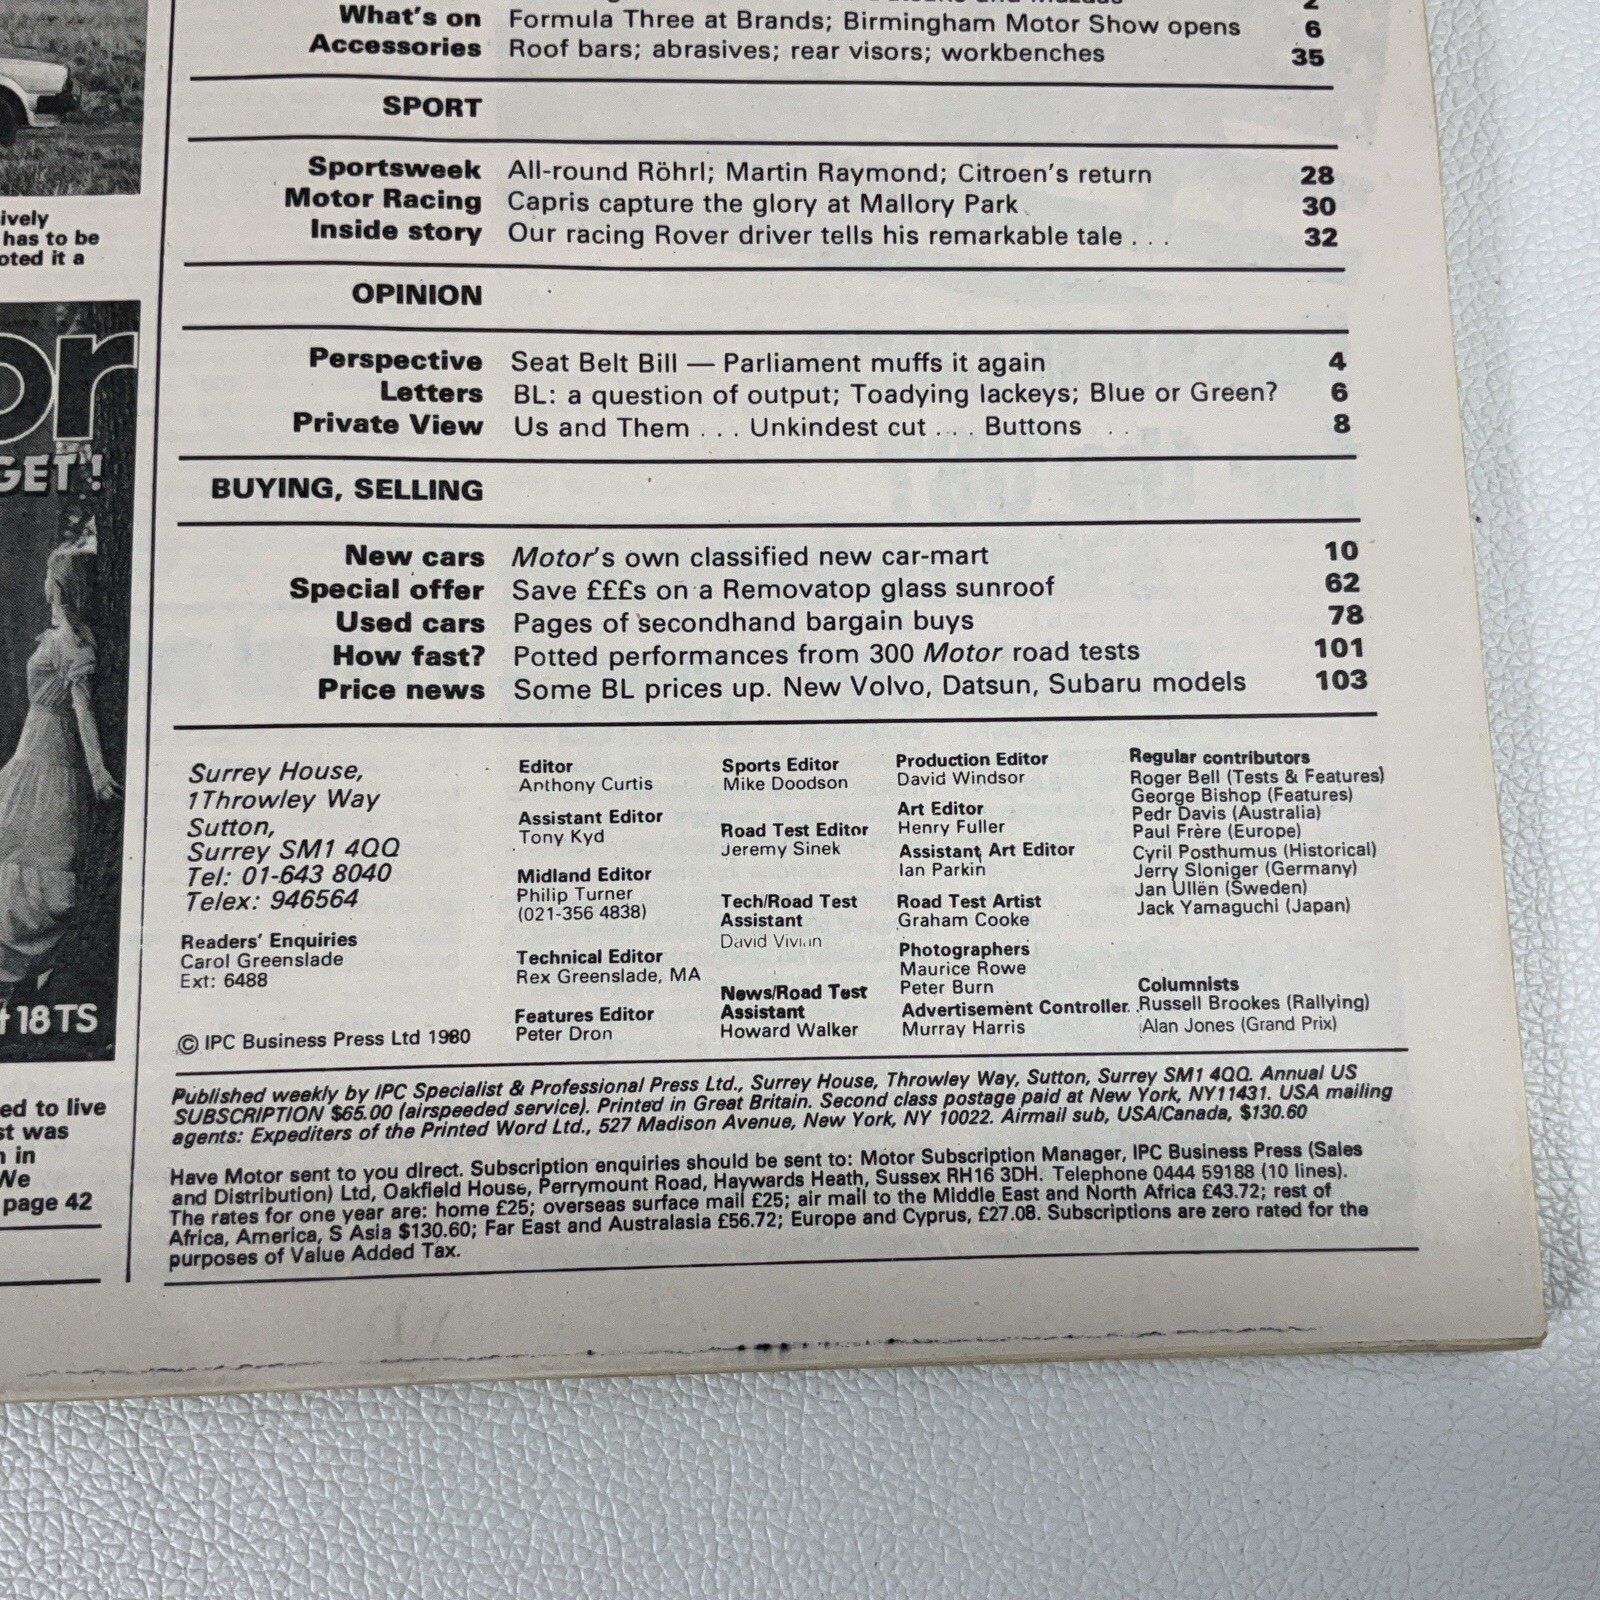 ively
has to be
oted it a
or
GET!
18TS
ed to live
st was
n in
We
page 42
2
What's on Formula Three at Brands; Birmingham Motor Show opens 6
Accessories Roof bars; abrasives; rear visors; workbenches 35
SPORT
Sportsweek All-round Röhrl; Martin Raymond; Citroen's return 28
Motor Racing Capris capture the glory at Mallory Park 30
Inside story Our racing Rover driver tells his remarkable tale . . . 32
OPINION
Perspective Seat Belt Bill — Parliament muffs it again 4
Letters BL: a question of output; Toadying lackeys; Blue or Green? 6
Private View Us and Them . . . Unkindest cut . . . Buttons . . 8
BUYING, SELLING
New cars Motor's own classified new car-mart 10
Special offer Save £££s on a Removatop glass sunroof 62
Used cars Pages of secondhand bargain buys 78
How fast? Potted performances from 300 Motor road tests 101
Price news Some BL prices up. New Volvo, Datsun, Subaru models 103
Surrey House,
1 Throwley Way
Sutton,
Surrey SM1 4QQ
Tel: 01-643 8040
Telex: 946564
Readers' Enquiries
Carol Greenslade
Ext: 6488
© IPC Business Press Ltd 1980
Editor
Anthony Curtis
Assistant Editor
Tony Kyd
Midland Editor
Philip Turner
(021-356 4838)
Technical Editor
Rex Greenslade, MA
Features Editor
Peter Dron
Sports Editor
Mike Doodson
Road Test Editor
Jeremy Sinek
Tech/Road Test
Assistant
David Vivian
News/Road Test
Assistant
Howard Walker
Production Editor
David Windsor
Art Editor
Henry Fuller
Assistant Art Editor
Ian Parkin
Road Test Artist
Graham Cooke
Photographers
Maurice Rowe
Peter Burn
Advertisement Controller
Murray Harris
Regular contributors
Roger Bell (Tests & Features)
George Bishop (Features)
Pedr Davis (Australia)
Paul Frère (Europe)
Cyril Posthumus (Historical)
Jerry Sloniger (Germany)
Jan Ullën (Sweden)
Jack Yamaguchi (Japan)
Columnists
Russell Brookes (Rallying)
Alan Jones (Grand Prix)
Published weekly by IPC Specialist & Professional Press Ltd., Surrey House, Throwley Way, Sutton, Surrey SM1 4QQ. Annual US
SUBSCRIPTION $65.00 (airspeeded service). Printed in Great Britain. Second class postage paid at New York, NY11431. USA mailing
agents: Expediters of the Printed Word Ltd., 527 Madison Avenue, New York, NY 10022. Airmail sub, USA/Canada, $130.60
Have Motor sent to you direct. Subscription enquiries should be sent to: Motor Subscription Manager, IPC Business Press (Sales
and Distribution) Ltd, Oakfield House, Perrymount Road, Haywards Heath, Sussex RH16 3DH. Telephone 0444 59188 (10 lines).
The rates for one year are: home £25; overseas surface mail £25; air mail to the Middle East and North Africa £43.72; rest of
Africa, America, S Asia $130.60; Far East and Australasia £56.72; Europe and Cyprus, £27.08. Subscriptions are zero rated for the
purposes of Value Added Tax.